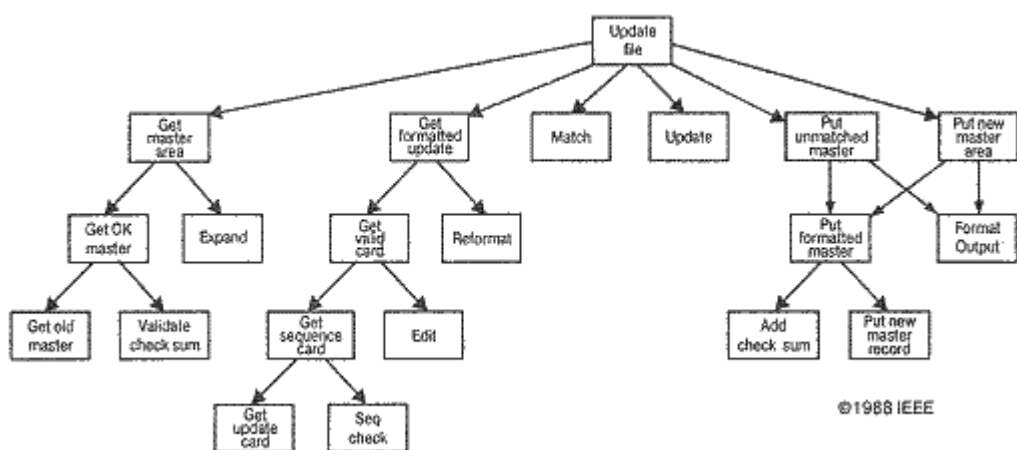 Update
file
Get
master
area
Get
formatted
update
Match
Update
Put
unmatched
master
Put new
master
area
Get OK
master
Expand
Get
valid
card
Reformat
Put
formatted
master
Format
Output
Get old
master
Validate
check sum
Get
sequence
card
Edit
Add
check sum
Put new
master
record
Get
update
card
Seq
check
©1988 IEEE